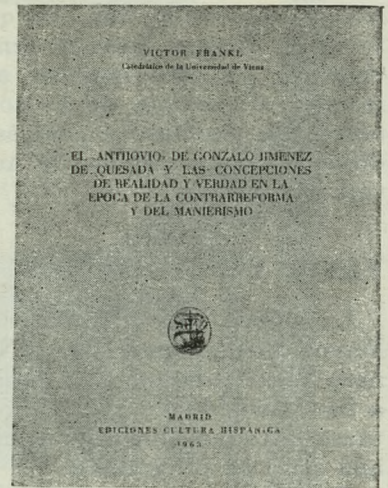 VICTOR FRANKL
Catedrático de la Universidad de Viena
EL «ANTIJOVIO» DE GONZALO JIMENEZ
DE QUESADA Y LAS CONCEPCIONES
DE REALIDAD Y VERDAD EN LA
EPOCA DE LA CONTRARREFORMA
Y DEL MANIERISMO
MADRID
EDICIONES CULTURA HISPANICA
1963